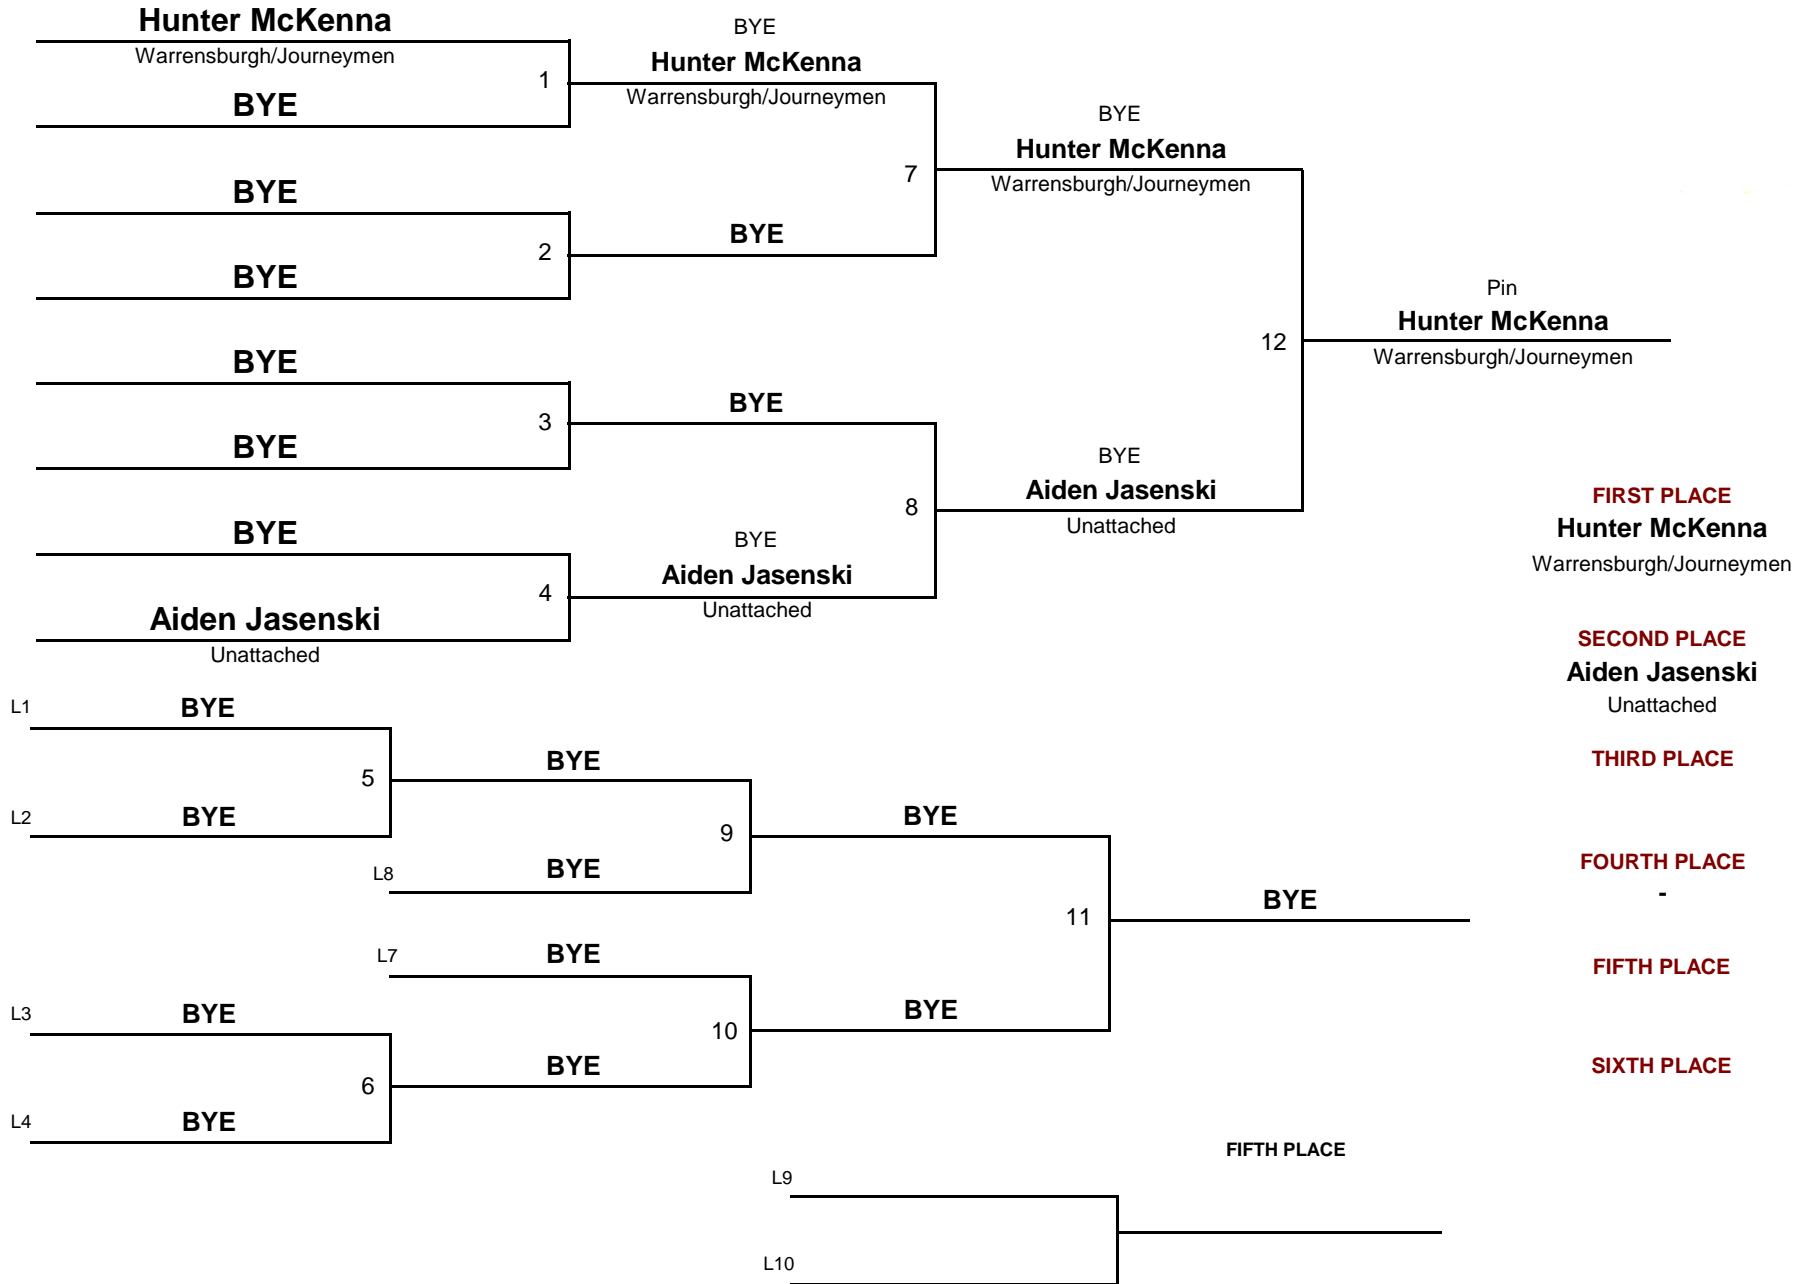 Hunter McKenna
Warrensburgh/Journeymen
1
BYE
BYE
2
BYE
BYE
3
BYE
BYE
4
Aiden Jasenski
Unattached
BYE
Hunter McKenna
Warrensburgh/Journeymen
7
BYE
BYE
8
BYE
Aiden Jasenski
Unattached
BYE
Hunter McKenna
Warrensburgh/Journeymen
12
BYE
Aiden Jasenski
Unattached
Pin
Hunter McKenna
Warrensburgh/Journeymen
FIRST PLACE
Hunter McKenna
Warrensburgh/Journeymen
SECOND PLACE
Aiden Jasenski
Unattached
THIRD PLACE
FOURTH PLACE
-
FIFTH PLACE
SIXTH PLACE
L1 BYE
5
L2 BYE
L3 BYE
6
L4 BYE
BYE
9
L8 BYE
L7 BYE
10
BYE
BYE
11
BYE
BYE
FIFTH PLACE
L9
L10